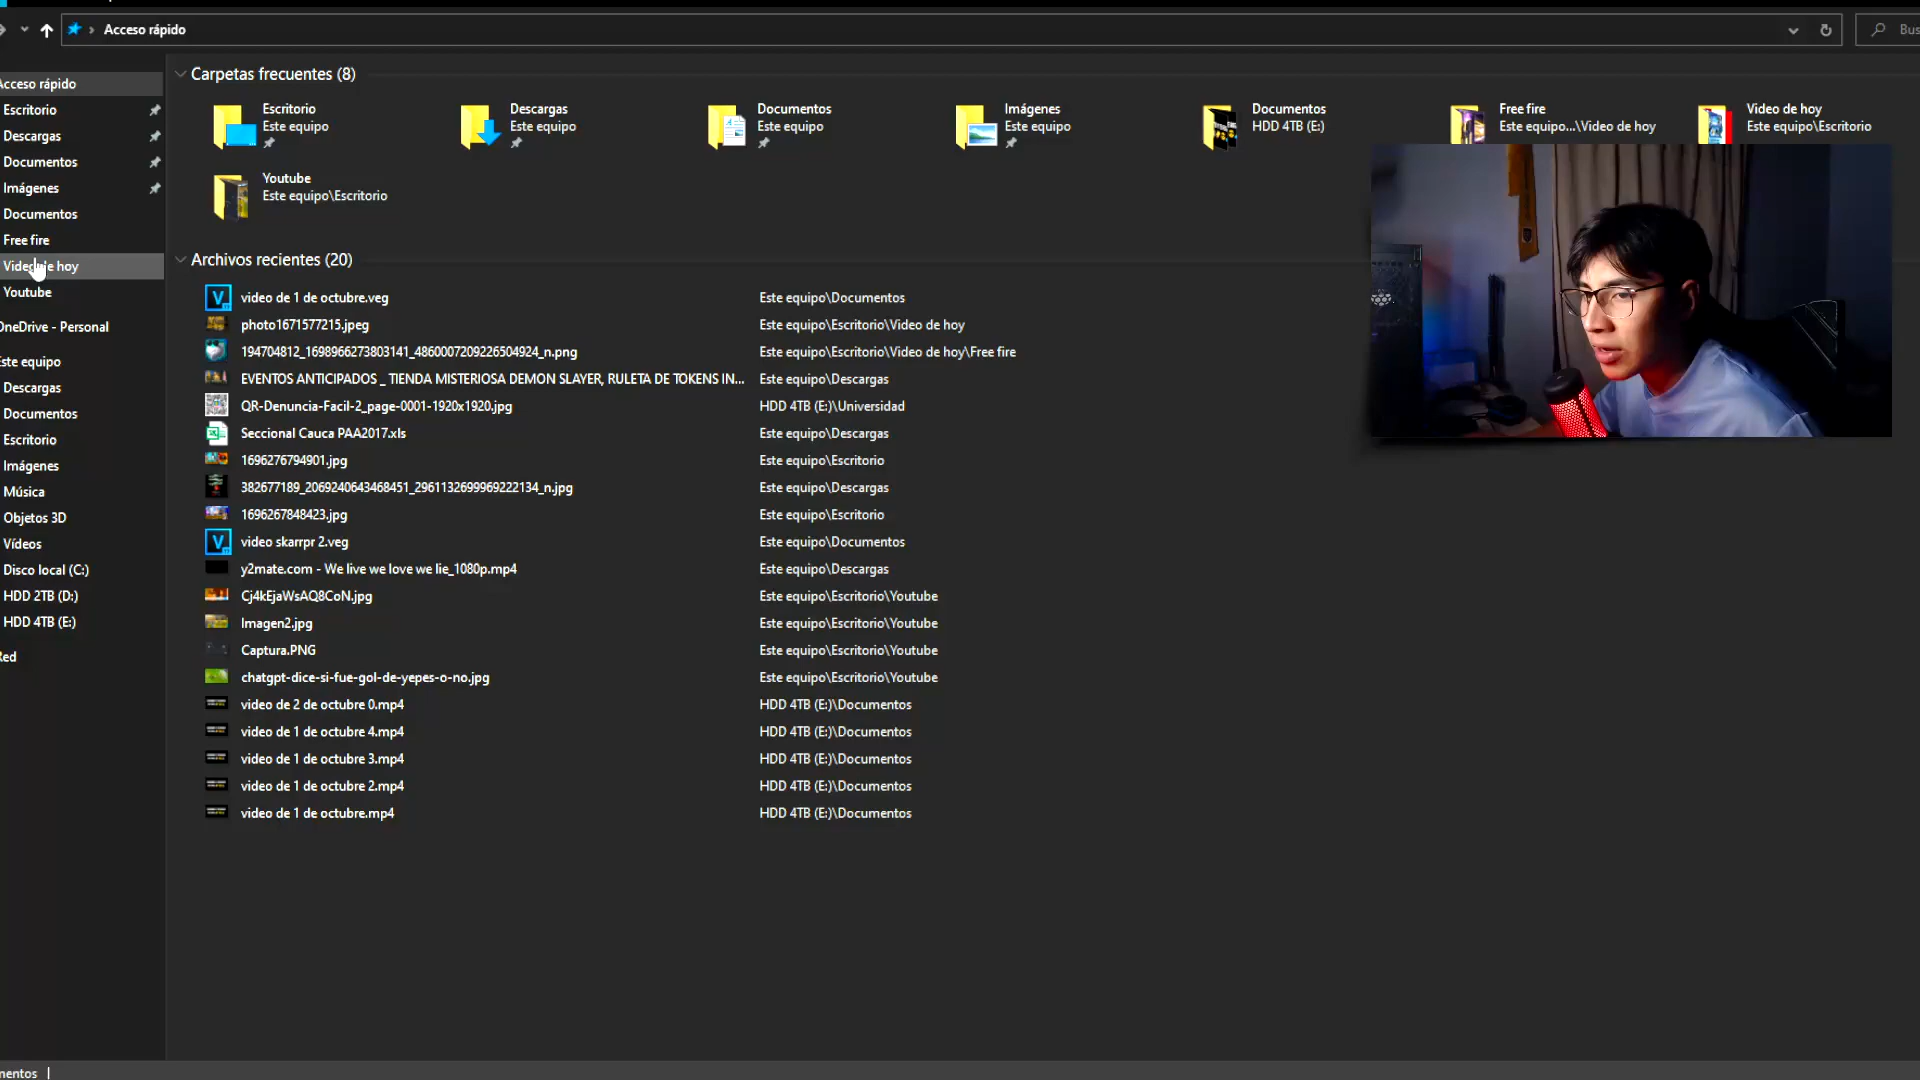 Acceso rápido
Bus
Acceso rápido
Escritorio
Descargas
Documentos
Imágenes
Documentos
Free fire
Video de hoy
Youtube
OneDrive - Personal
Este equipo
Descargas
Documentos
Escritorio
Imágenes
Música
Objetos 3D
Vídeos
Disco local (C:)
HDD 2TB (D:)
HDD 4TB (E:)
Red
Carpetas frecuentes (8)
Escritorio
Este equipo
Descargas
Este equipo
Documentos
Este equipo
Imágenes
Este equipo
Documentos
HDD 4TB (E:)
Free fire
Este equipo...\Video de hoy
Video de hoy
Este equipo\Escritorio
Youtube
Este equipo\Escritorio
Archivos recientes (20)
video de 1 de octubre.veg Este equipo\Documentos
photo1671577215.jpeg Este equipo\Escritorio\Video de hoy
194704812_1698966273803141_4860007209226504924_n.png Este equipo\Escritorio\Video de hoy\Free fire
EVENTOS ANTICIPADOS _ TIENDA MISTERIOSA DEMON SLAYER, RULETA DE TOKENS IN... Este equipo\Descargas
QR-Denuncia-Facil-2_page-0001-1920x1920.jpg HDD 4TB (E:)\Universidad
Seccional Cauca PAA2017.xls Este equipo\Descargas
1696276794901.jpg Este equipo\Escritorio
382677189_2069240643468451_2961132699969222134_n.jpg Este equipo\Descargas
1696267848423.jpg Este equipo\Escritorio
video skarrpr 2.veg Este equipo\Documentos
y2mate.com - We live we love we lie_1080p.mp4 Este equipo\Descargas
Cj4kEjaWsAQ8CoN.jpg Este equipo\Escritorio\Youtube
Imagen2.jpg Este equipo\Escritorio\Youtube
Captura.PNG Este equipo\Escritorio\Youtube
chatgpt-dice-si-fue-gol-de-yepes-o-no.jpg Este equipo\Escritorio\Youtube
video de 2 de octubre 0.mp4 HDD 4TB (E:)\Documentos
video de 1 de octubre 4.mp4 HDD 4TB (E:)\Documentos
video de 1 de octubre 3.mp4 HDD 4TB (E:)\Documentos
video de 1 de octubre 2.mp4 HDD 4TB (E:)\Documentos
video de 1 de octubre.mp4 HDD 4TB (E:)\Documentos
mentos